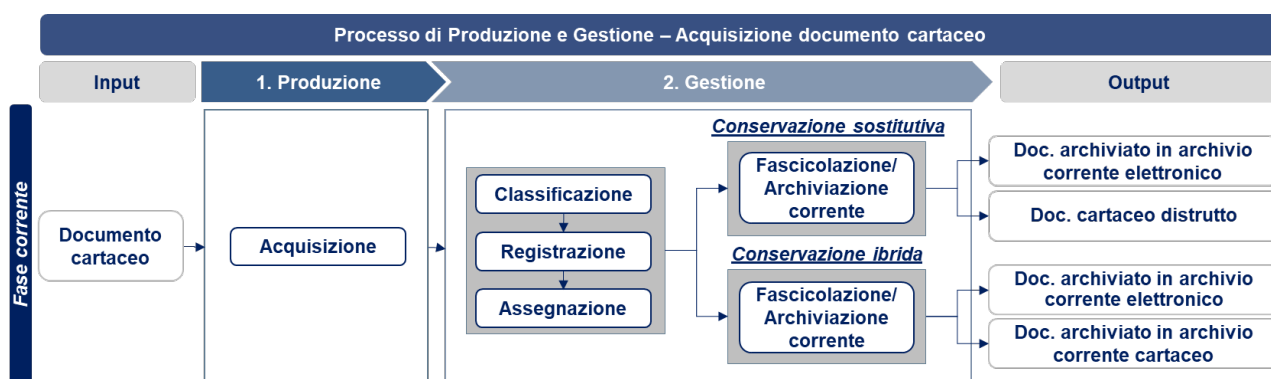 Processo di Produzione e Gestione – Acquisizione documento cartaceo
Input
1. Produzione
2. Gestione
Output
Fase corrente
Documento
cartaceo
Acquisizione
Classificazione
Registrazione
Assegnazione
Conservazione sostitutiva
Fascicolazione/
Archiviazione
corrente
Conservazione ibrida
Fascicolazione/
Archiviazione
corrente
Doc. archiviato in archivio
corrente elettronico
Doc. cartaceo distrutto
Doc. archiviato in archivio
corrente elettronico
Doc. archiviato in archivio
corrente cartaceo